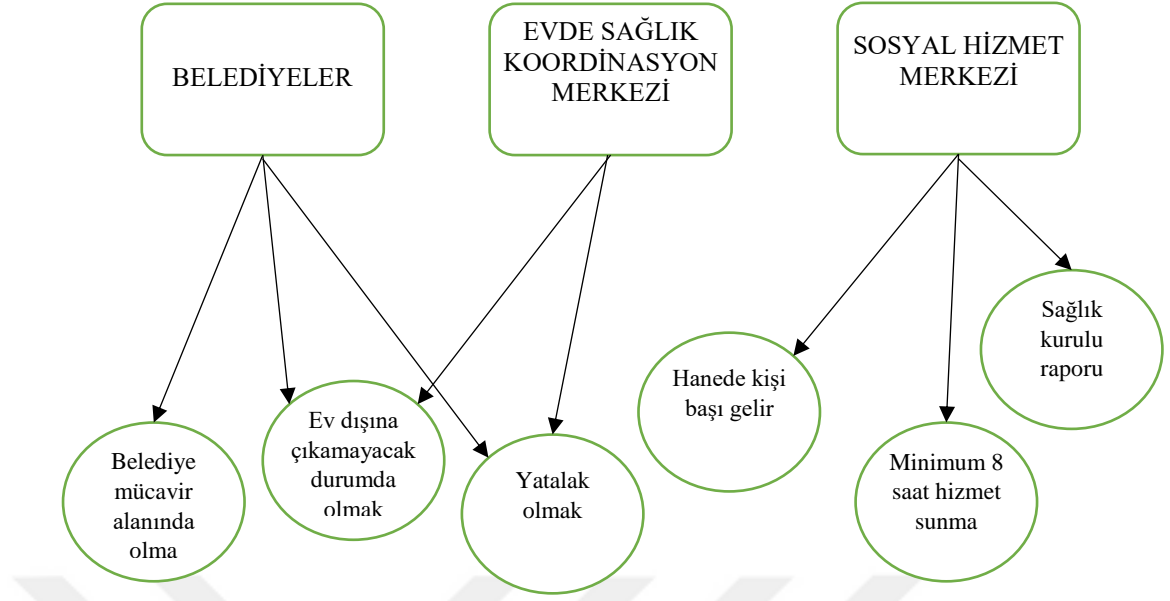 BELEDİYELER
EVDE SAĞLIK
KOORDİNASYON
MERKEZİ
SOSYAL HİZMET
MERKEZİ
Belediye
mücavir
alanında
olma
Ev dışına
çıkamayacak
durumda
olmak
Yatalak
olmak
Hanede kişi
başı gelir
Minimum 8
saat hizmet
sunma
Sağlık
kurulu
raporu